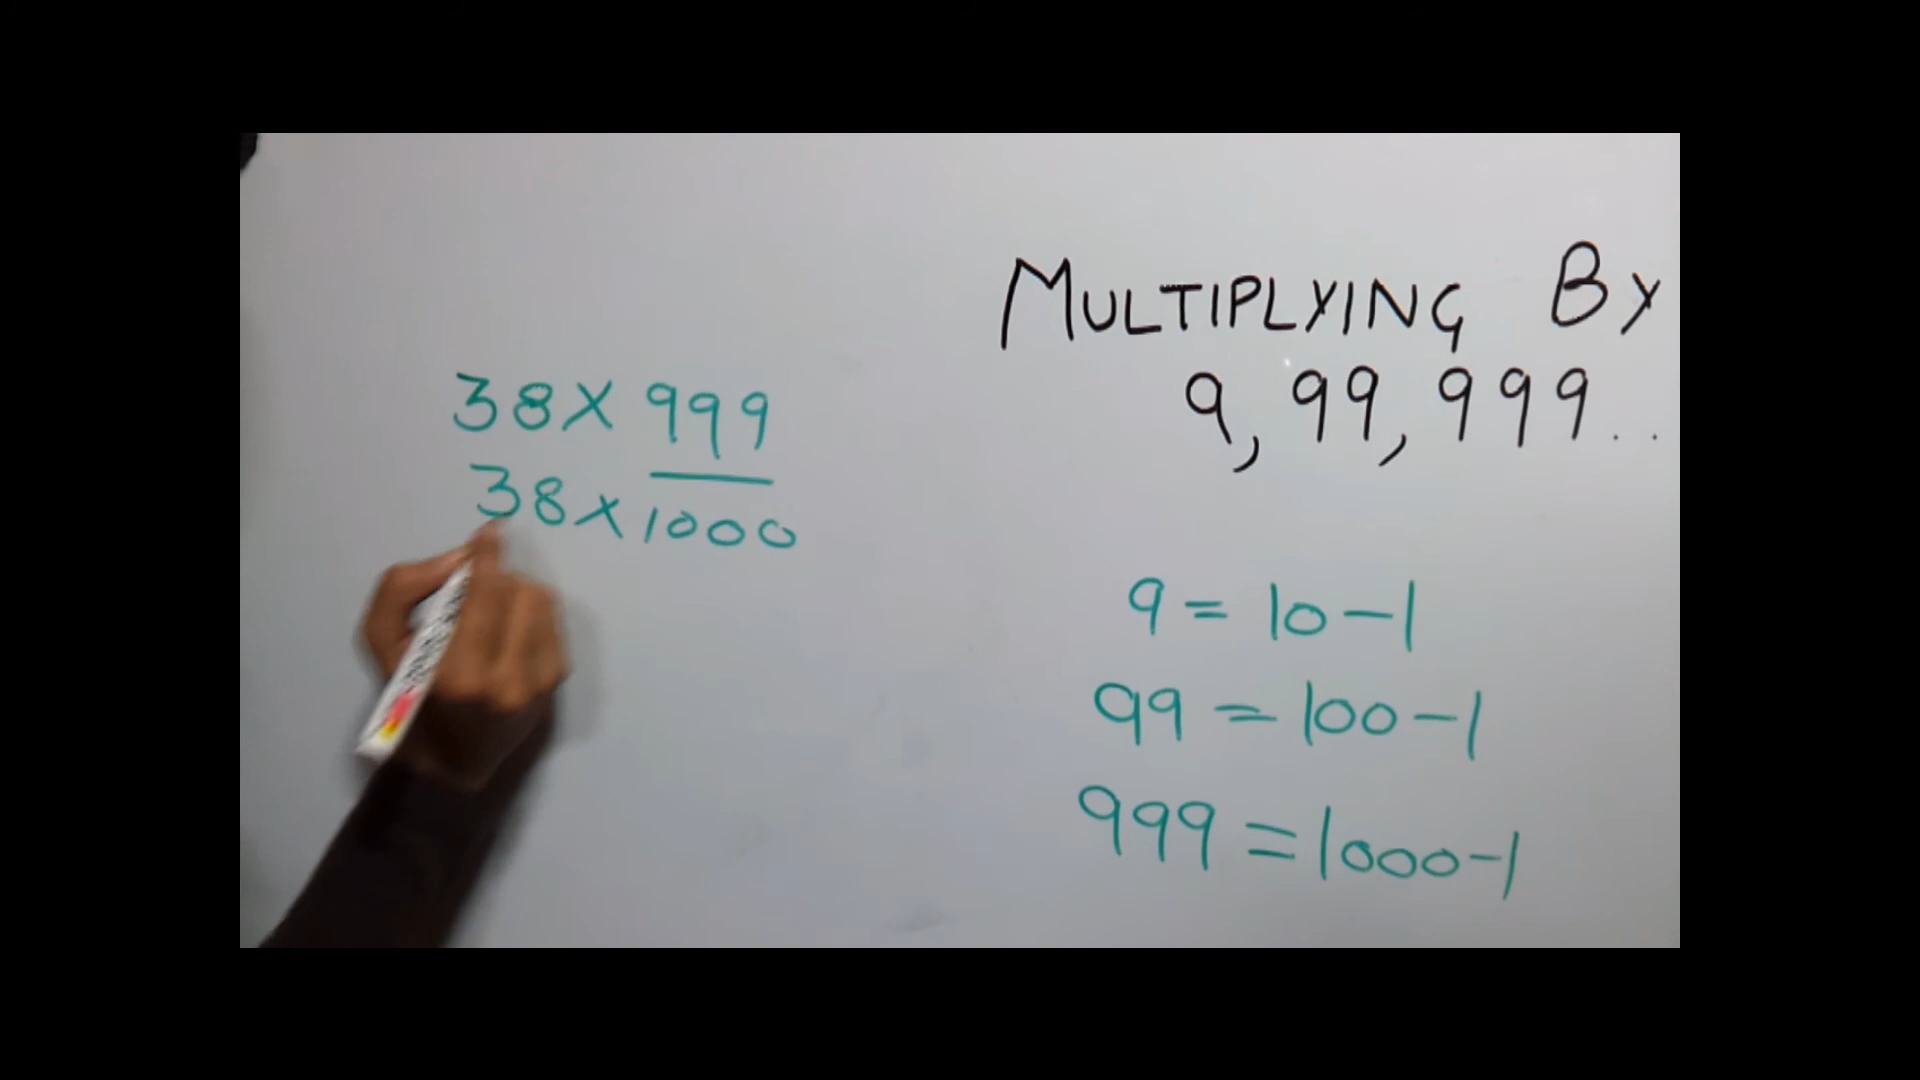 MULTIPLYING BY
9, 99, 999..
38 X 999
38 X 1000
9 = 10 - 1
99 = 100 - 1
999 = 1000 - 1